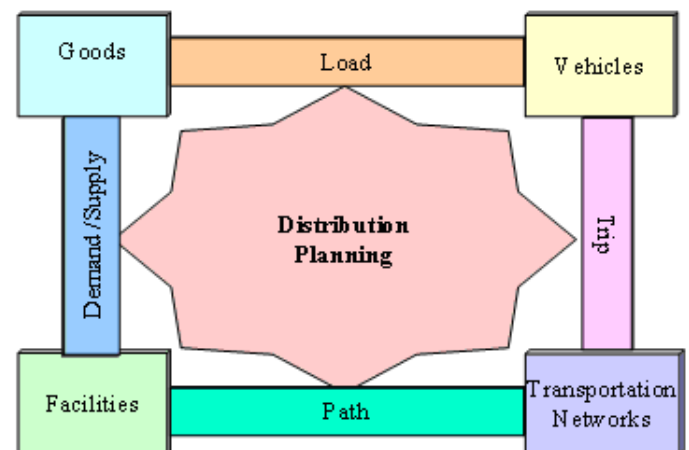 Goods
Load
Vehicles
Demand/Supply
Distribution
Planning
Trip
Facilities
Path
Transportation
Networks